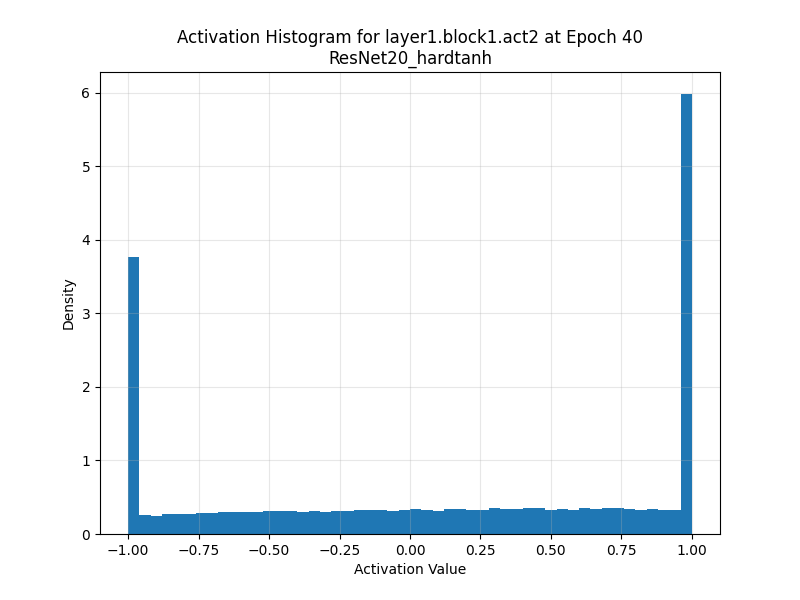 Activation Histogram for layer1.block1.act2 at Epoch 40
ResNet20_hardtanh
6
5
4
3
2
1
0
Density
−1.00 −0.75 −0.50 −0.25 0.00 0.25 0.50 0.75 1.00
Activation Value